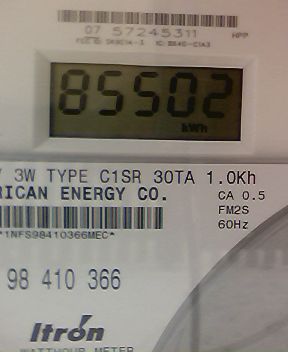 07 57245311 HPP
85502
kWh
3W TYPE C1SR 30TA 1.0Kh
RICAN ENERGY CO. CA 0.5
FM2S
*1NFS98410366MEC* 60Hz
98 410 366
Itron
WATTHOUR METER